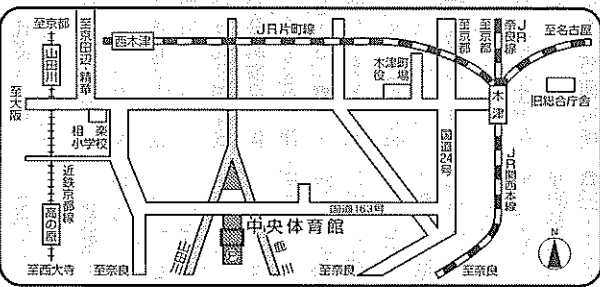 至京都
至京田辺・精華
JR片町線
至京都
至京都
JR
奈良線
至名古屋
山田川
西木津
木津町
役場
旧総合庁舎
至大阪
木津
相楽
小学校
国道24号
JR関西本線
近鉄京都線
高の原
国道163号
中央体育館
P
至西大寺
至奈良
至奈良
至奈良
N